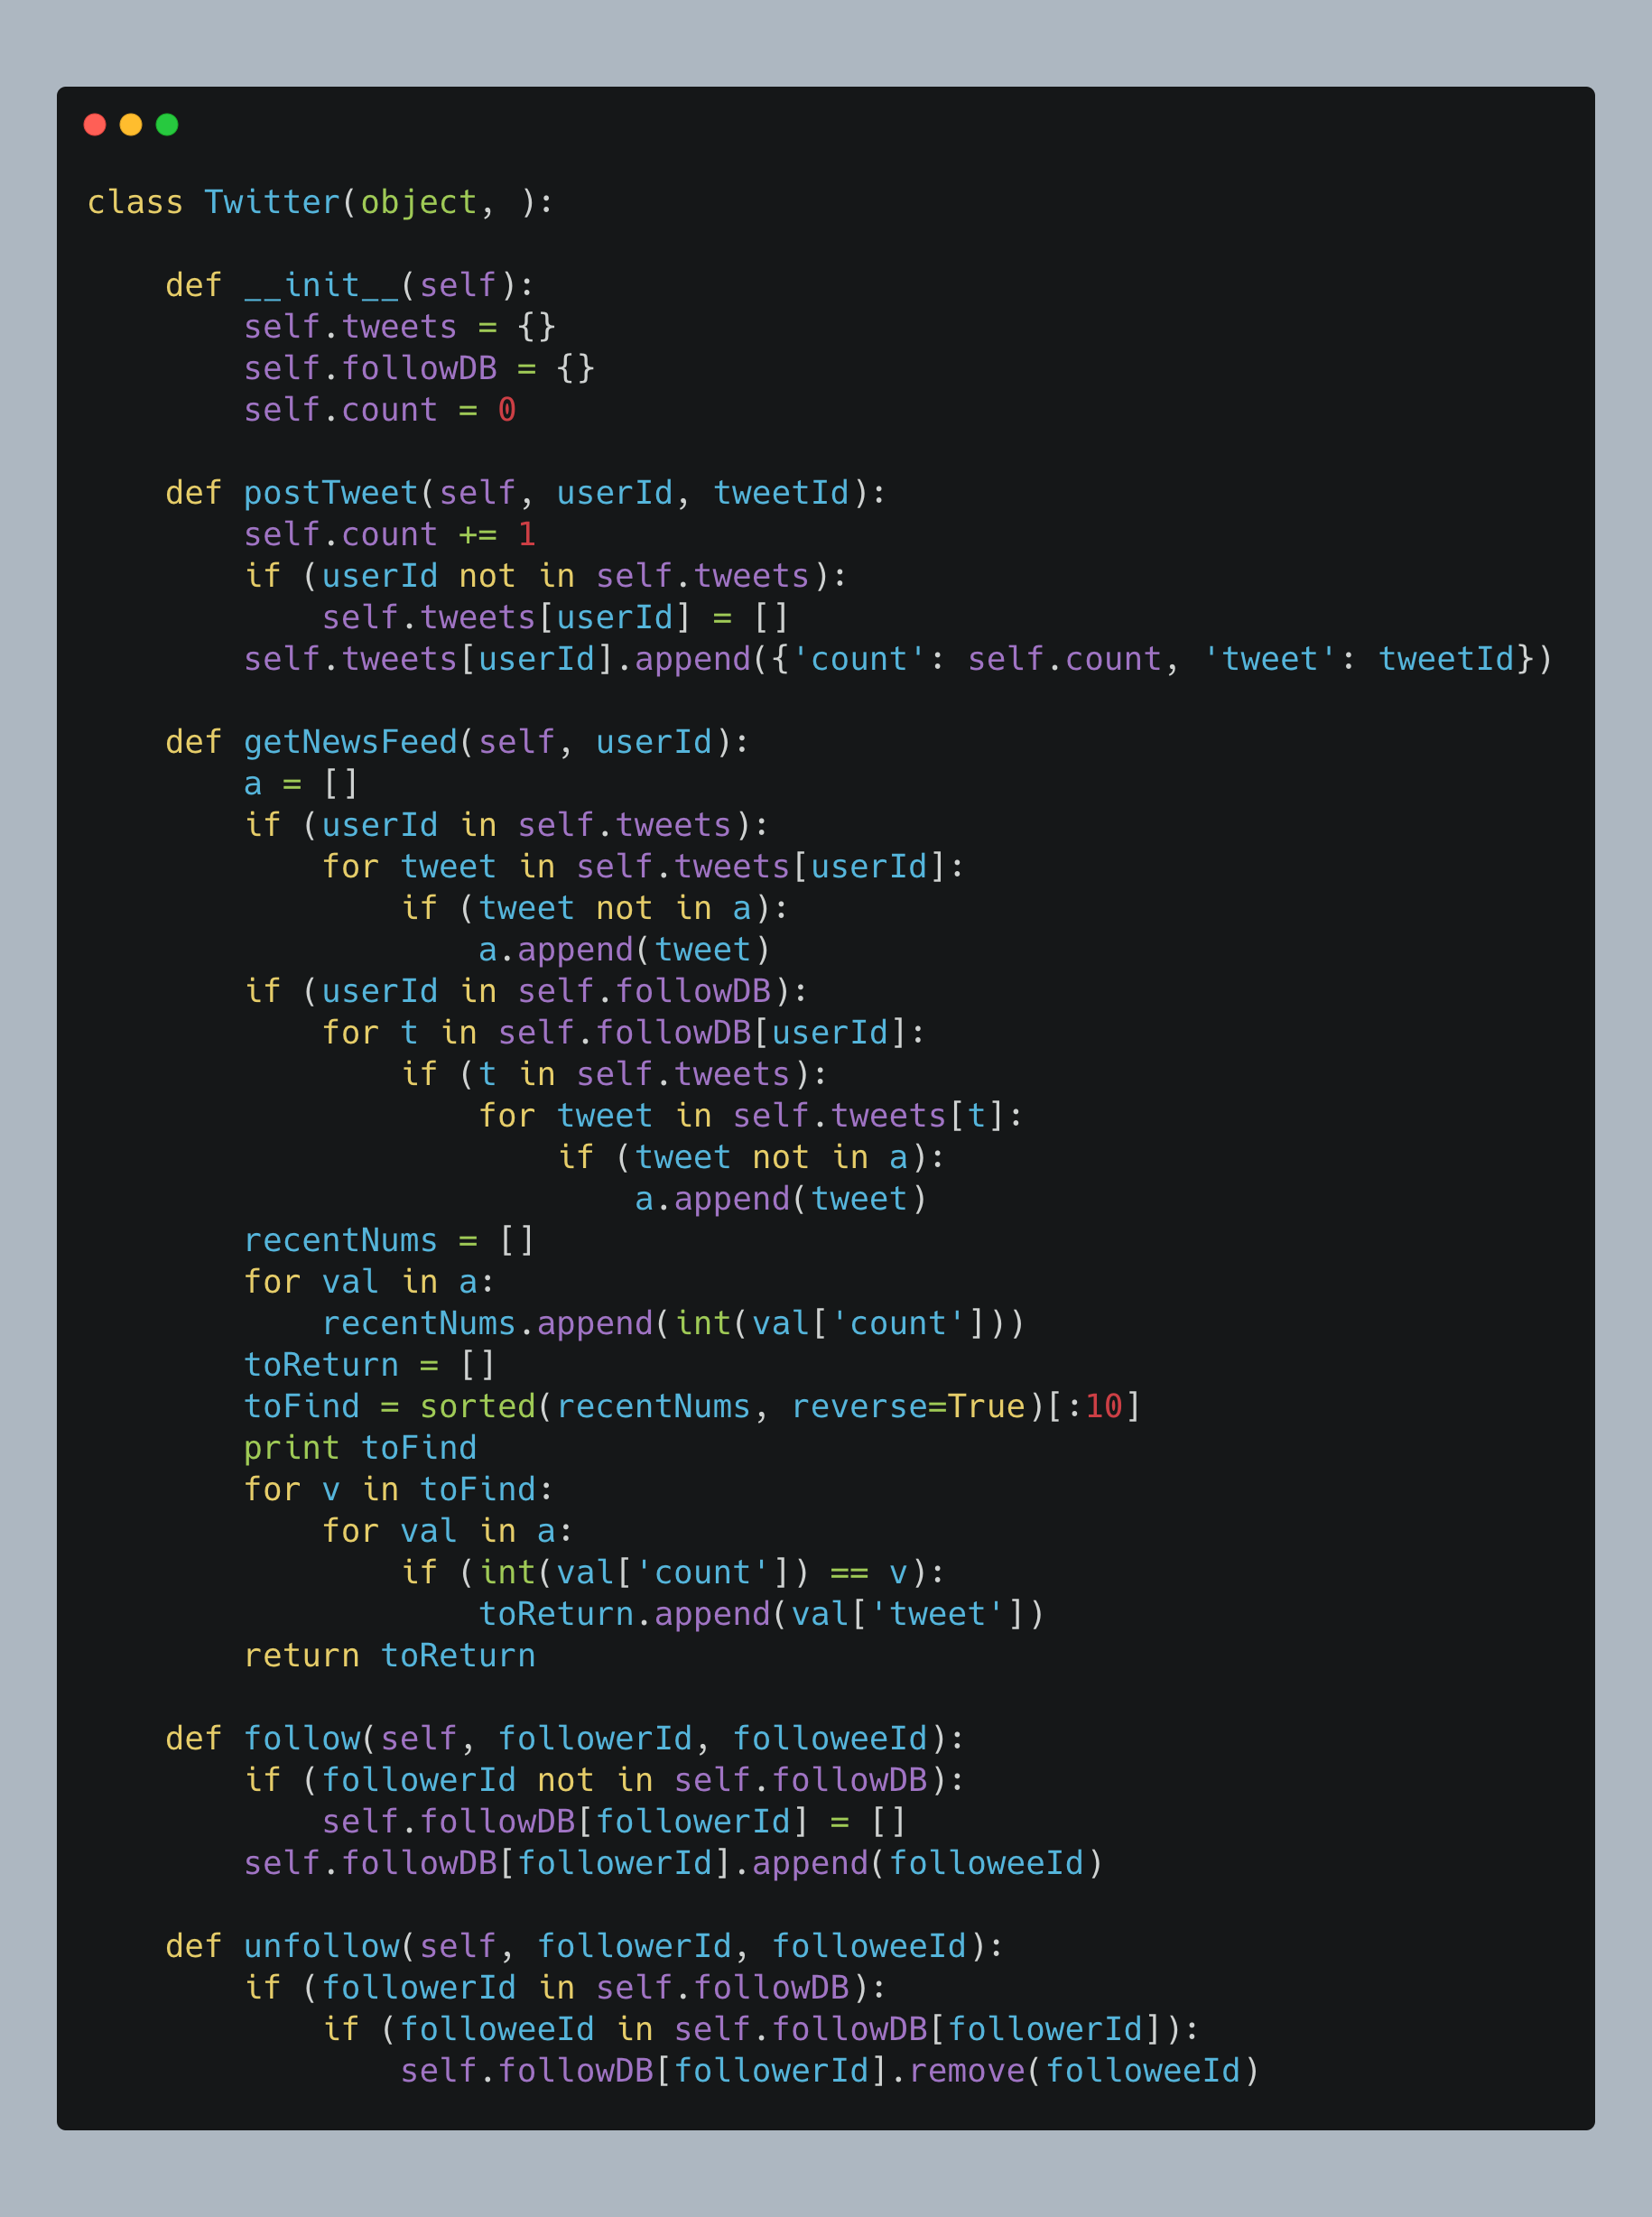 class Twitter(object, ):
    def __init__(self):
        self.tweets = {}
        self.followDB = {}
        self.count = 0
    def postTweet(self, userId, tweetId):
        self.count += 1
        if (userId not in self.tweets):
            self.tweets[userId] = []
        self.tweets[userId].append({'count': self.count, 'tweet': tweetId})
    def getNewsFeed(self, userId):
        a = []
        if (userId in self.tweets):
            for tweet in self.tweets[userId]:
                if (tweet not in a):
                    a.append(tweet)
        if (userId in self.followDB):
            for t in self.followDB[userId]:
                if (t in self.tweets):
                    for tweet in self.tweets[t]:
                        if (tweet not in a):
                            a.append(tweet)
        recentNums = []
        for val in a:
            recentNums.append(int(val['count']))
        toReturn = []
        toFind = sorted(recentNums, reverse=True)[:10]
        print toFind
        for v in toFind:
            for val in a:
                if (int(val['count']) == v):
                    toReturn.append(val['tweet'])
        return toReturn
    def follow(self, followerId, followeeId):
        if (followerId not in self.followDB):
            self.followDB[followerId] = []
        self.followDB[followerId].append(followeeId)
    def unfollow(self, followerId, followeeId):
        if (followerId in self.followDB):
            if (followeeId in self.followDB[followerId]):
                self.followDB[followerId].remove(followeeId)